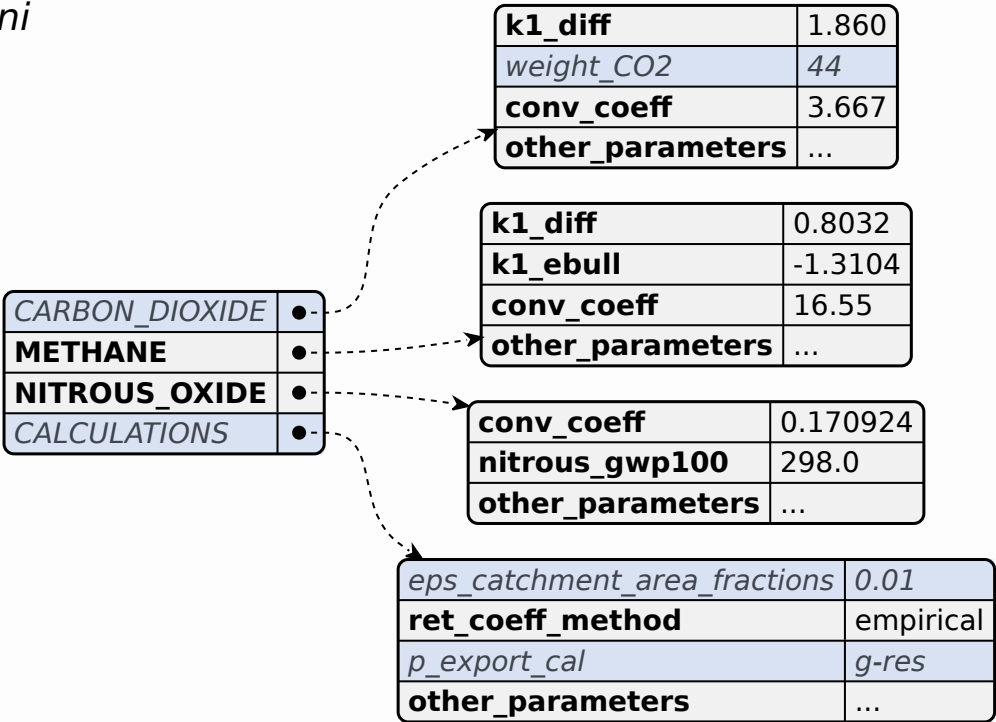 ni
k1_diff 1.860
weight_CO2 44
conv_coeff 3.667
other_parameters ...
k1_diff 0.8032
k1_ebull -1.3104
conv_coeff 16.55
other_parameters ...
CARBON_DIOXIDE
METHANE
NITROUS_OXIDE
CALCULATIONS
conv_coeff 0.170924
nitrous_gwp100 298.0
other_parameters ...
eps_catchment_area_fractions 0.01
ret_coeff_method empirical
p_export_cal g-res
other_parameters ...